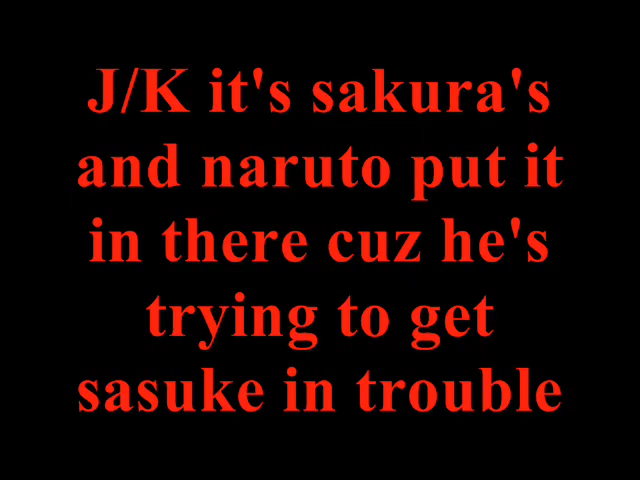 J/K it's sakura's
and naruto put it
in there cuz he's
trying to get
sasuke in trouble